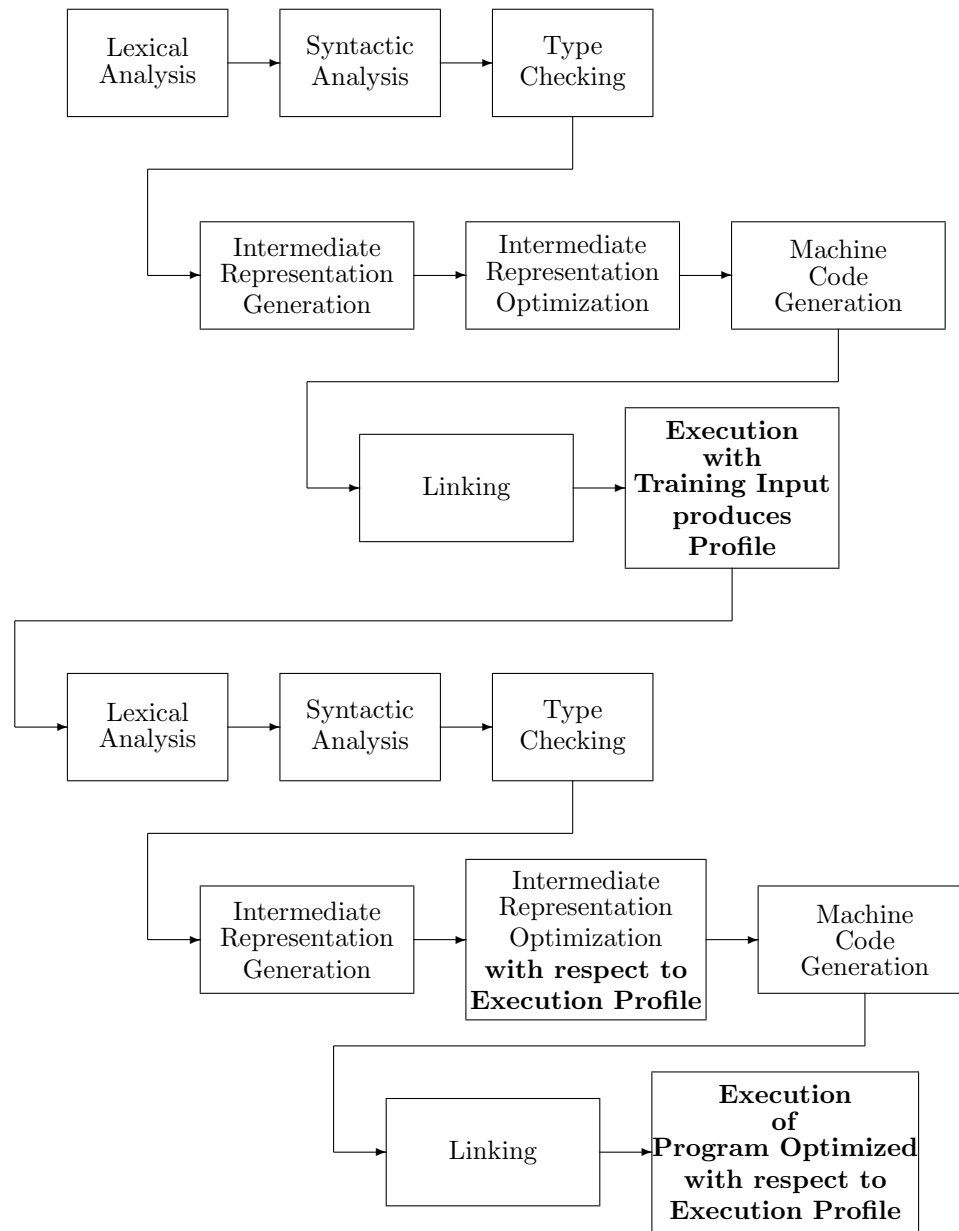 Lexical
Analysis
Syntactic
Analysis
Type
Checking
Intermediate
Representation
Generation
Intermediate
Representation
Optimization
Machine
Code
Generation
Linking
Execution
with
Training Input
produces
Profile
Lexical
Analysis
Syntactic
Analysis
Type
Checking
Intermediate
Representation
Generation
Intermediate
Representation
Optimization
with respect to
Execution Profile
Machine
Code
Generation
Linking
Execution
of
Program Optimized
with respect to
Execution Profile